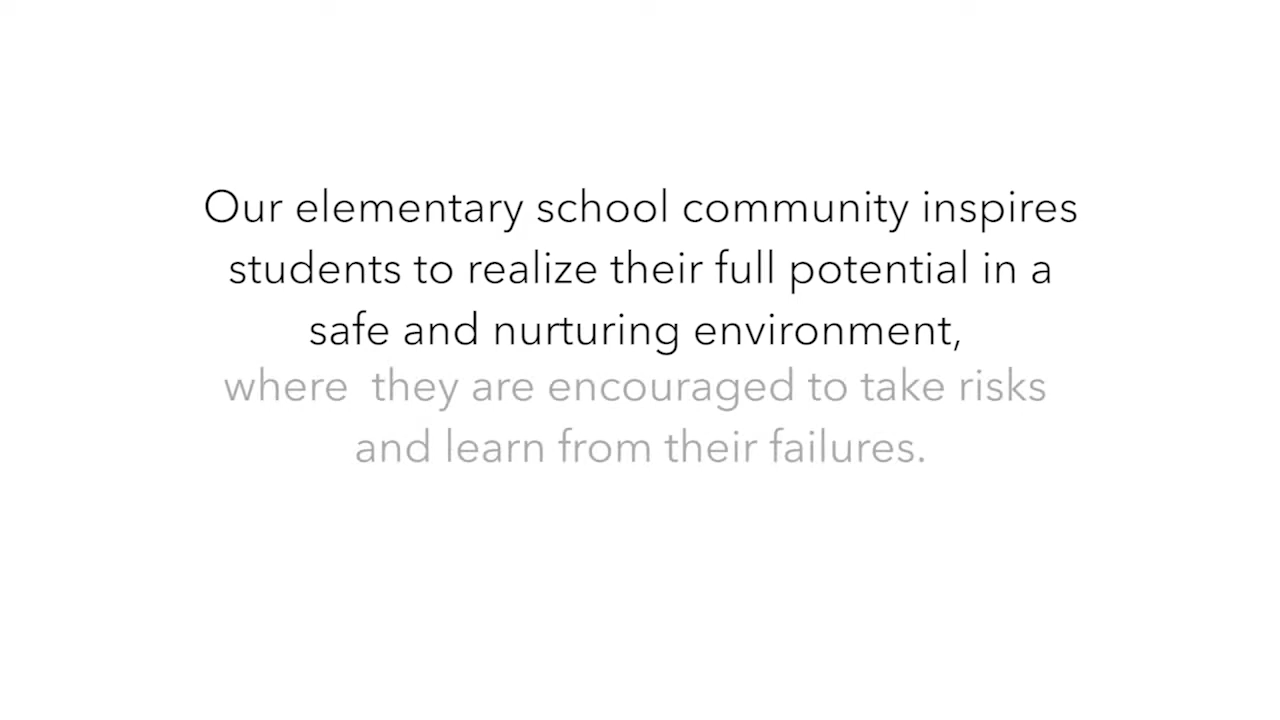 Our elementary school community inspires
students to realize their full potential in a
safe and nurturing environment,
where  they are encouraged to take risks
and learn from their failures.